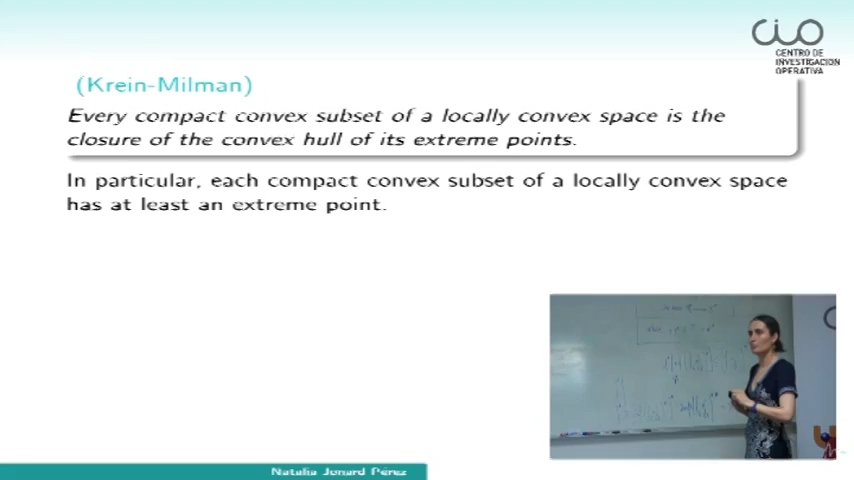 CENTRO DE
INVESTIGACION
OPERATIVA
(Krein-Milman)
Every compact convex subset of a locally convex space is the
closure of the convex hull of its extreme points.
In particular, each compact convex subset of a locally convex space
has at least an extreme point.
Natalia Jonard Pérez